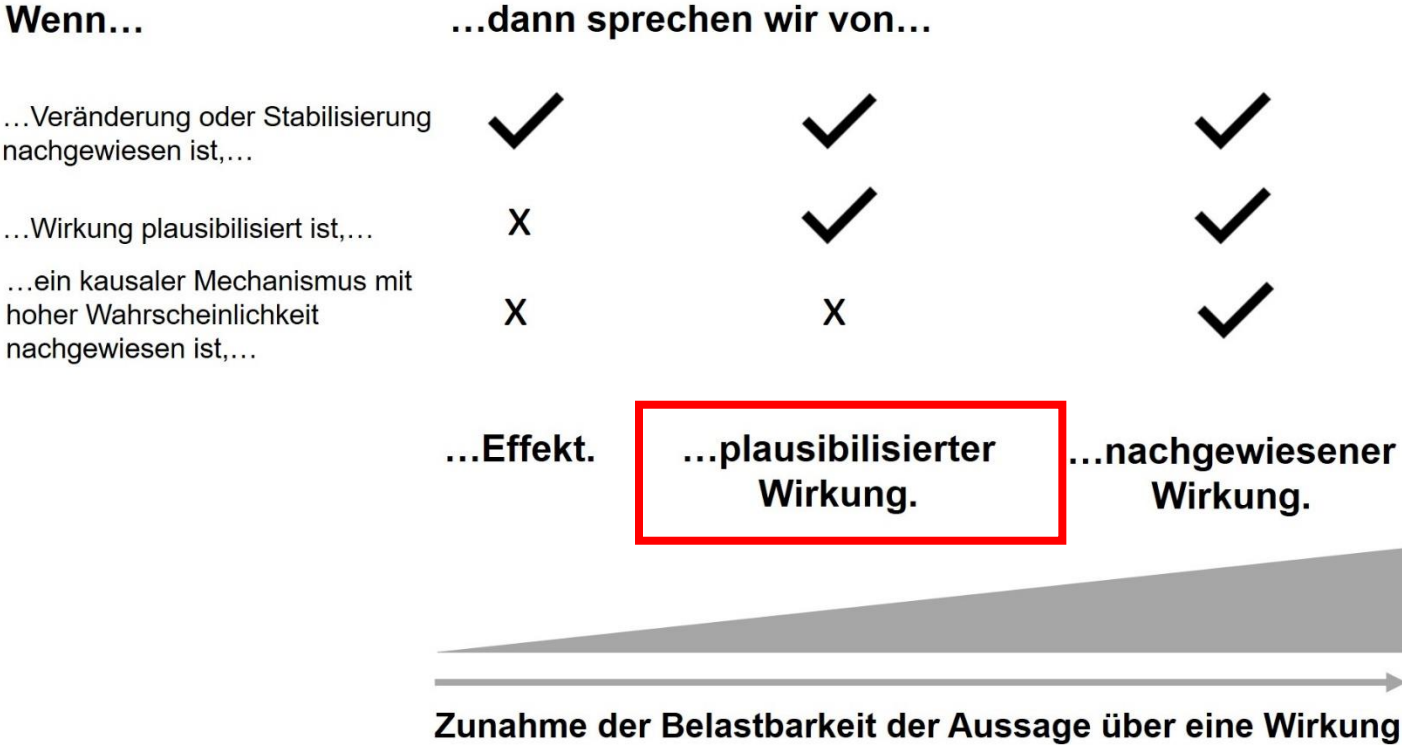 Wenn…
…dann sprechen wir von…
…Veränderung oder Stabilisierung
nachgewiesen ist,…
…Wirkung plausibilisiert ist,…
X
…ein kausaler Mechanismus mit
hoher Wahrscheinlichkeit
nachgewiesen ist,…
X
X
…Effekt.
…plausibilisierter
Wirkung.
…nachgewiesener
Wirkung.
Zunahme der Belastbarkeit der Aussage über eine Wirkung